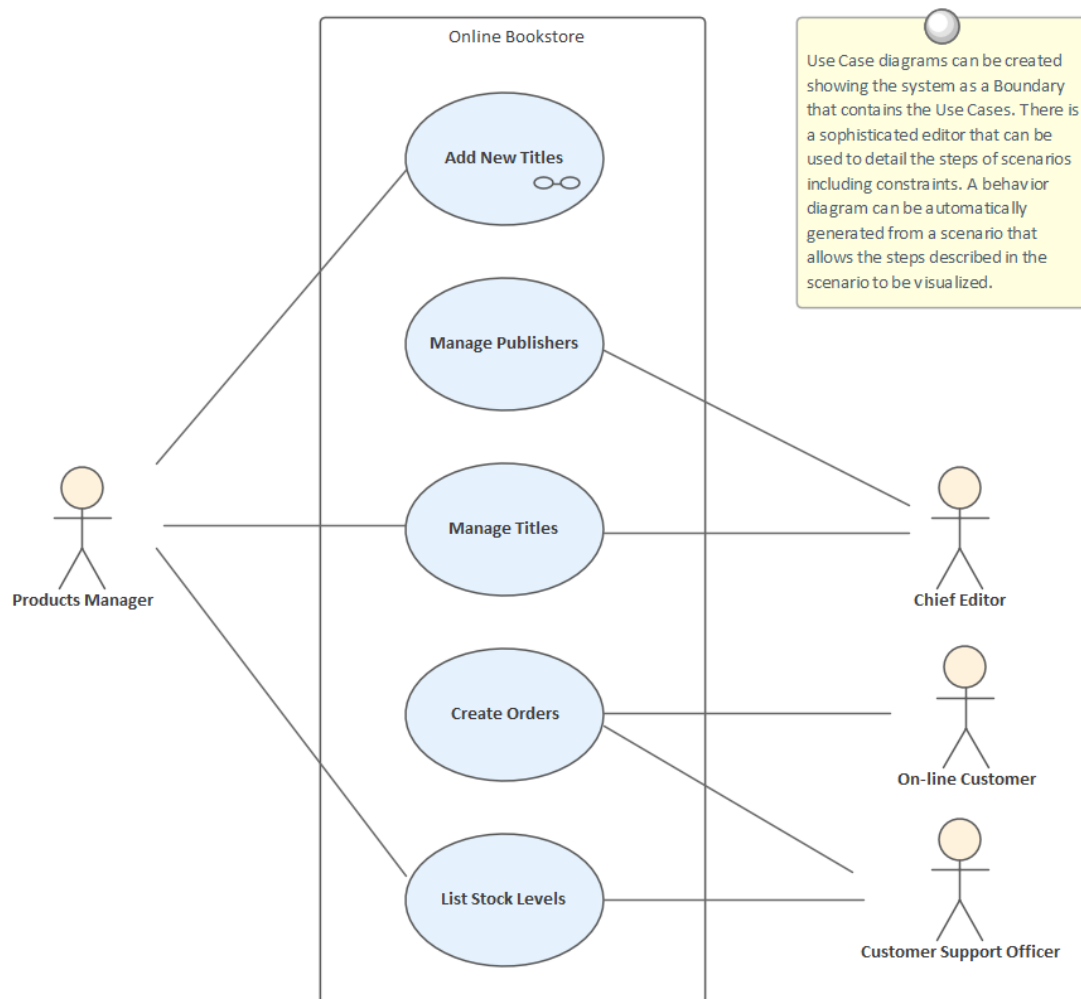 Online Bookstore
Use Case diagrams can be created
showing the system as a Boundary
that contains the Use Cases. There is
a sophisticated editor that can be
used to detail the steps of scenarios
including constraints. A behavior
diagram can be automatically
generated from a scenario that
allows the steps described in the
scenario to be visualized.
Add New Titles
Manage Publishers
Manage Titles
Products Manager
Chief Editor
Create Orders
On-line Customer
List Stock Levels
Customer Support Officer